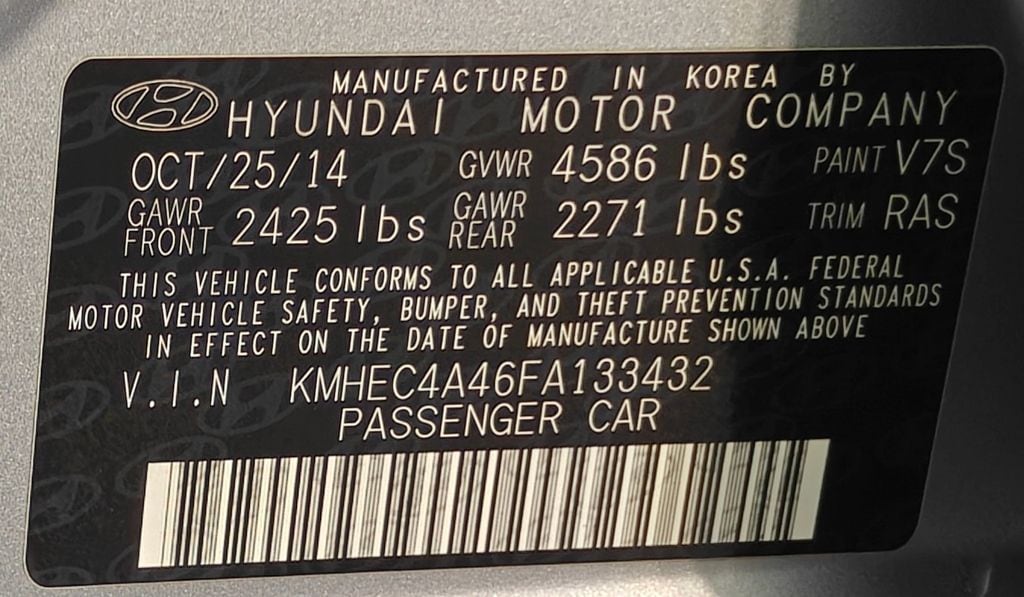 MANUFACTURED IN KOREA BY
HYUNDAI MOTOR COMPANY
OCT/25/14 GVWR 4586 lbs PAINT V7S
GAWR FRONT 2425 lbs GAWR REAR 2271 lbs TRIM RAS
THIS VEHICLE CONFORMS TO ALL APPLICABLE U.S.A. FEDERAL
MOTOR VEHICLE SAFETY, BUMPER, AND THEFT PREVENTION STANDARDS
IN EFFECT ON THE DATE OF MANUFACTURE SHOWN ABOVE
V.I.N KMHEC4A46FA133432
PASSENGER CAR